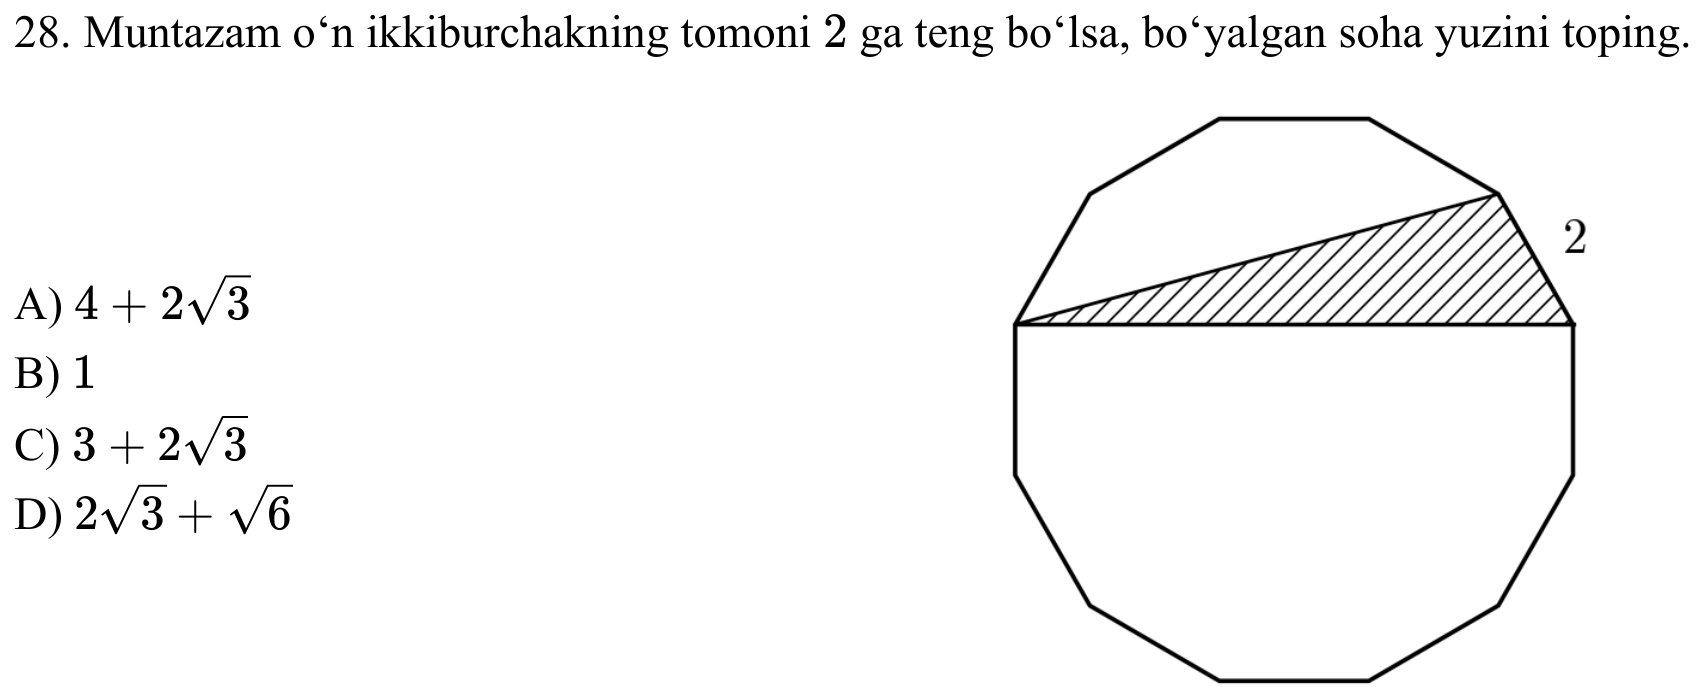 28. Muntazam o‘n ikkiburchakning tomoni 2 ga teng bo‘lsa, bo‘yalgan soha yuzini toping.
2
A) 4 + 2√3
B) 1
C) 3 + 2√3
D) 2√3 + √6